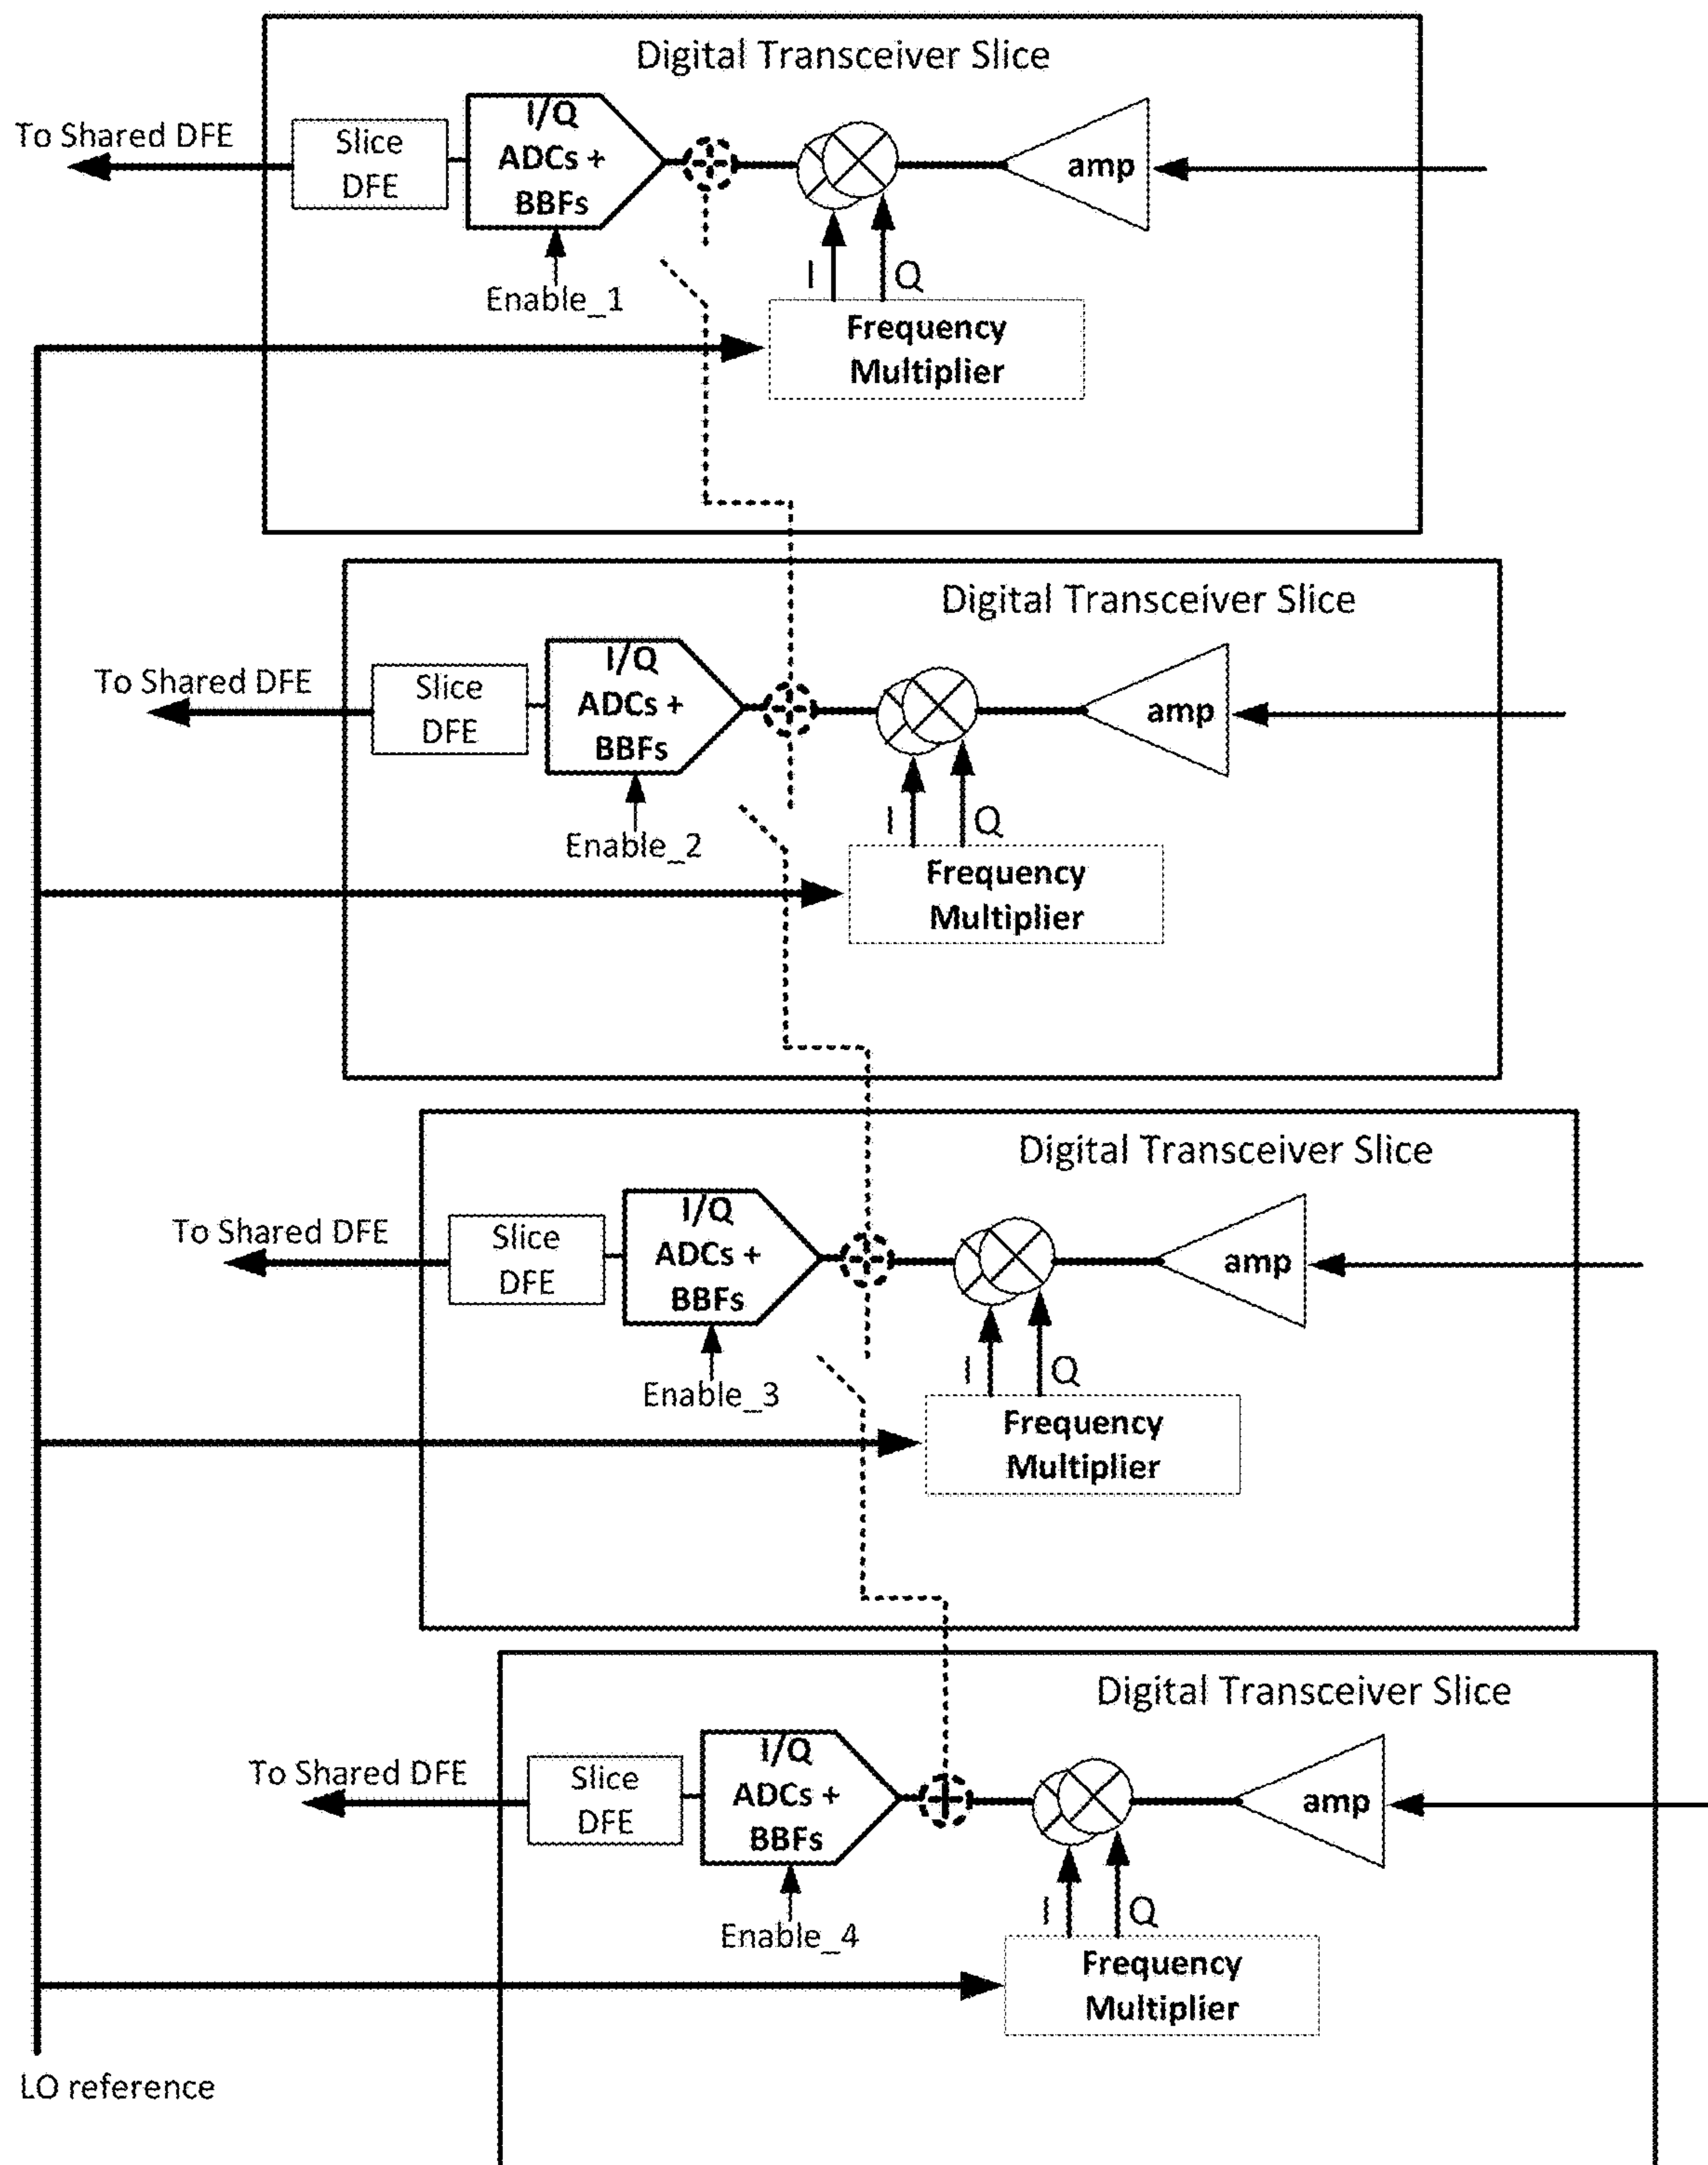 Digital Transceiver Slice
To Shared DFE
Slice
DFE
I/Q
ADCs +
BBFs
amp
Enable_1
I
Q
Frequency
Multiplier
Digital Transceiver Slice
To Shared DFE
Slice
DFE
I/Q
ADCs +
BBFs
amp
Enable_2
I
Q
Frequency
Multiplier
Digital Transceiver Slice
To Shared DFE
Slice
DFE
I/Q
ADCs +
BBFs
amp
Enable_3
I
Q
Frequency
Multiplier
Digital Transceiver Slice
To Shared DFE
Slice
DFE
I/Q
ADCs +
BBFs
amp
Enable_4
I
Q
Frequency
Multiplier
LO reference